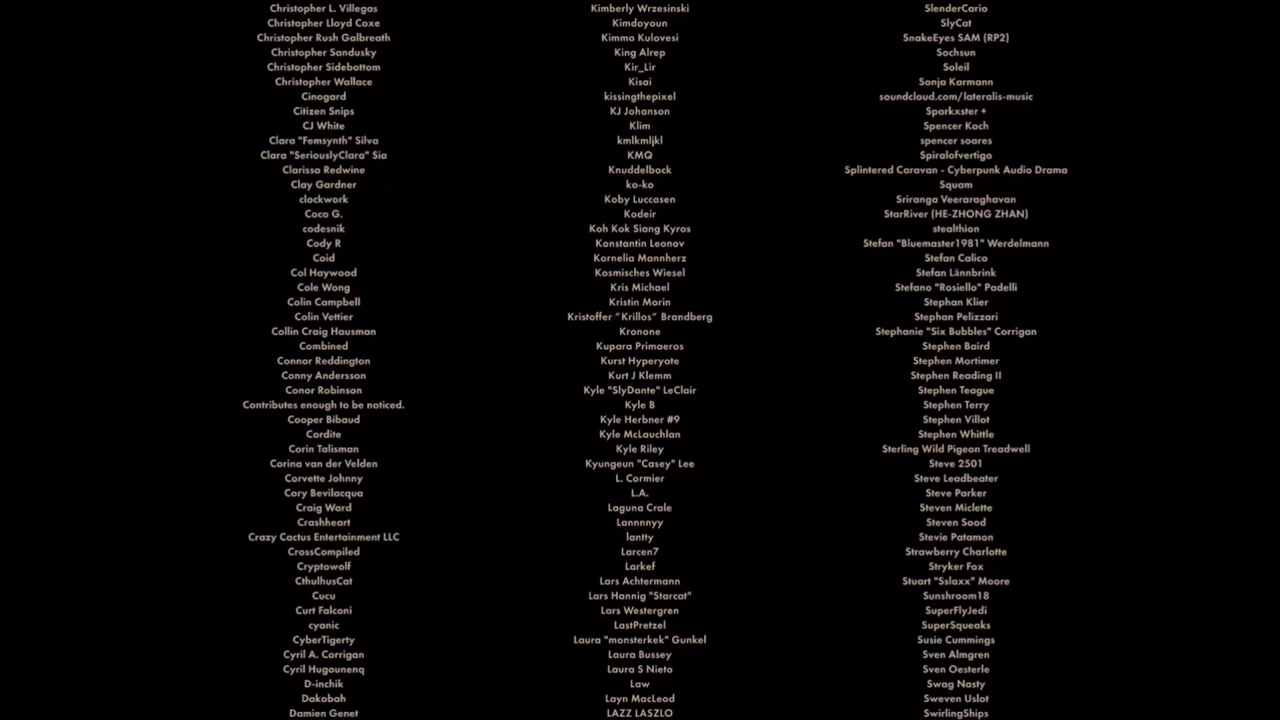 Christopher L. Villegas
Christopher Lloyd Coxe
Christopher Rush Galbreath
Christopher Sandusky
Christopher Sidebottom
Christopher Wallace
Cinogard
Citizen Snips
CJ White
Clara "Femsynth" Silva
Clara "SeriouslyClara" Sia
Clarissa Redwine
Clay Gardner
clockwork
Coco G.
codesnik
Cody R
Coid
Col Haywood
Cole Wong
Colin Campbell
Colin Vettier
Collin Craig Hausman
Combined
Connor Reddington
Conny Andersson
Conor Robinson
Contributes enough to be noticed.
Cooper Bibaud
Cordite
Corin Talisman
Corina van der Velden
Corvette Johnny
Cory Bevilacqua
Craig Ward
Crashheart
Crazy Cactus Entertainment LLC
CrossCompiled
Cryptowolf
CthulhusCat
Cucu
Curt Falconi
cyanic
CyberTigerty
Cyril A. Corrigan
Cyril Hugounenq
D-inchik
Dakobah
Damien Genet
Kimberly Wrzesinski
Kimdoyoun
Kimmo Kulovesi
King Alrep
Kir_Lir
Kisai
kissingthepixel
KJ Johanson
Klim
kmlkmljkl
KMQ
Knuddelbock
ko-ko
Koby Luccasen
Kodeir
Koh Kok Siang Kyros
Konstantin Leonov
Kornelia Mannherz
Kosmisches Wiesel
Kris Michael
Kristin Morin
Kristoffer "Krillos" Brandberg
Kronone
Kupara Primaeros
Kurst Hyperyote
Kurt J Klemm
Kyle "SlyDante" LeClair
Kyle B
Kyle Herbner #9
Kyle McLauchlan
Kyle Riley
Kyungeun "Casey" Lee
L. Cormier
L.A.
Laguna Crale
Lannnnyy
lantty
Larcen7
Larkef
Lars Achtermann
Lars Hannig "Starcat"
Lars Westergren
LastPretzel
Laura "monsterkek" Gunkel
Laura Bussey
Laura S Nieto
Law
Layn MacLeod
LAZZ LASZLO
SlenderCario
SlyCat
SnakeEyes SAM (RP2)
Sochsun
Soleil
Sonja Karmann
soundcloud.com/lateralis-music
Sparkxster +
Spencer Koch
spencer soares
Spiralofvertigo
Splintered Caravan - Cyberpunk Audio Drama
Squam
Sriranga Veeraraghavan
StarRiver (HE-ZHONG ZHAN)
stealthion
Stefan "Bluemaster1981" Werdelmann
Stefan Calico
Stefan Lännbrink
Stefano "Rosiello" Padelli
Stephan Klier
Stephan Pelizzari
Stephanie "Six Bubbles" Corrigan
Stephen Baird
Stephen Mortimer
Stephen Reading II
Stephen Teague
Stephen Terry
Stephen Villot
Stephen Whittle
Sterling Wild Pigeon Treadwell
Steve 2501
Steve Leadbeater
Steve Parker
Steven Miclette
Steven Sood
Stevie Patamon
Strawberry Charlotte
Stryker Fox
Stuart "Sslaxx" Moore
Sunshroom18
SuperFlyJedi
SuperSqueaks
Susie Cummings
Sven Almgren
Sven Oesterle
Swag Nasty
Sweven Uslot
SwirlingShips